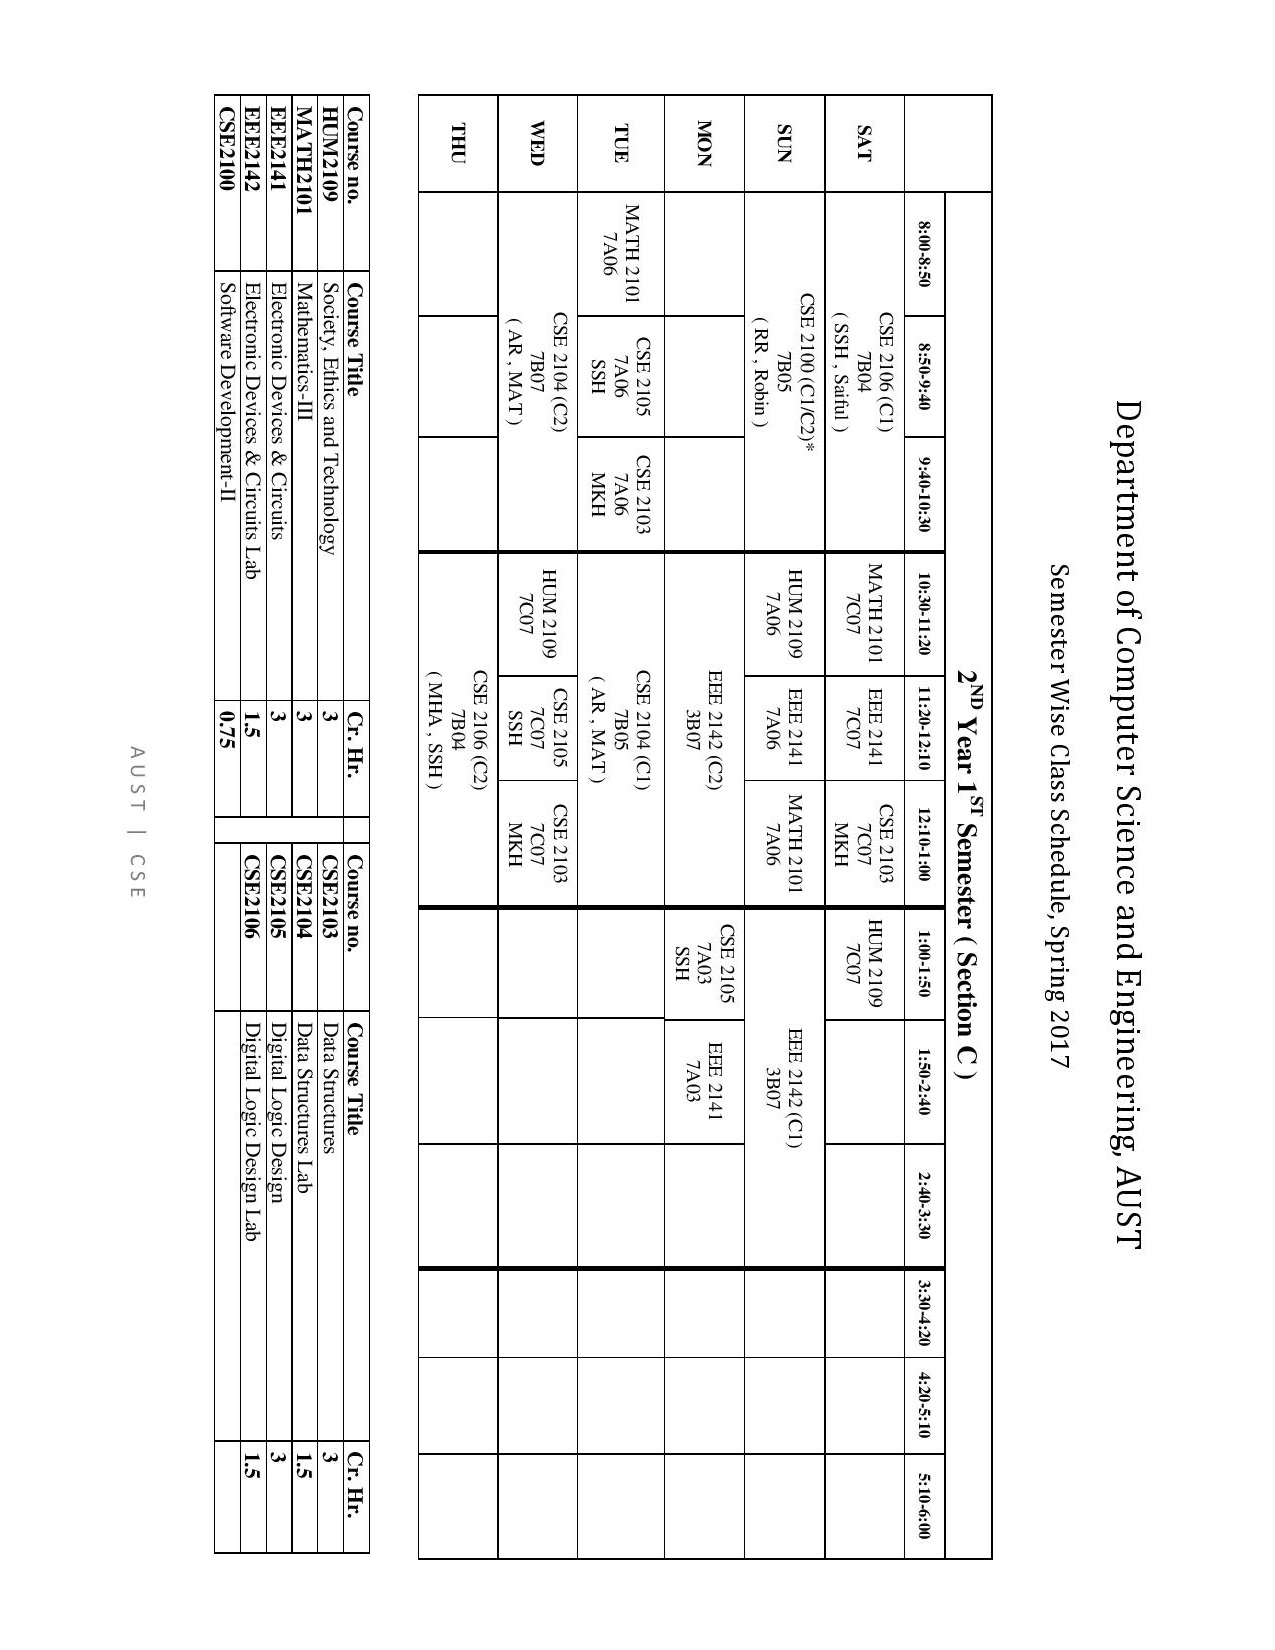 Department of Computer Science and Engineering, AUST
Semester Wise Class Schedule, Spring 2017
2ND Year 1ST Semester ( Section C )
8:00-8:50 8:50-9:40 9:40-10:30 10:30-11:20 11:20-12:10 12:10-1:00 1:00-1:50 1:50-2:40 2:40-3:30 3:30-4:20 4:20-5:10 5:10-6:00
SAT
CSE 2106 (C1)
7B04
( SSH , Saiful )
MATH 2101
7C07
EEE 2141
7C07
CSE 2103
7C07
MKH
HUM 2109
7C07
SUN
CSE 2100 (C1/C2)*
7B05
( RR , Robin )
HUM 2109
7A06
EEE 2141
7A06
MATH 2101
7A06
EEE 2142 (C1)
3B07
MON
EEE 2142 (C2)
3B07
CSE 2105
7A03
SSH
EEE 2141
7A03
TUE
MATH 2101
7A06
CSE 2105
7A06
SSH
CSE 2103
7A06
MKH
CSE 2104 (C1)
7B05
( AR , MAT )
WED
CSE 2104 (C2)
7B07
( AR , MAT )
HUM 2109
7C07
CSE 2105
7C07
SSH
CSE 2103
7C07
MKH
THU
CSE 2106 (C2)
7B04
( MHA , SSH )
Course no. Course Title Cr. Hr. Course no. Course Title Cr. Hr.
HUM2109 Society, Ethics and Technology 3 CSE2103 Data Structures 3
MATH2101 Mathematics-III 3 CSE2104 Data Structures Lab 1.5
EEE2141 Electronic Devices & Circuits 3 CSE2105 Digital Logic Design 3
EEE2142 Electronic Devices & Circuits Lab 1.5 CSE2106 Digital Logic Design Lab 1.5
CSE2100 Software Development-II 0.75
AUST | CSE